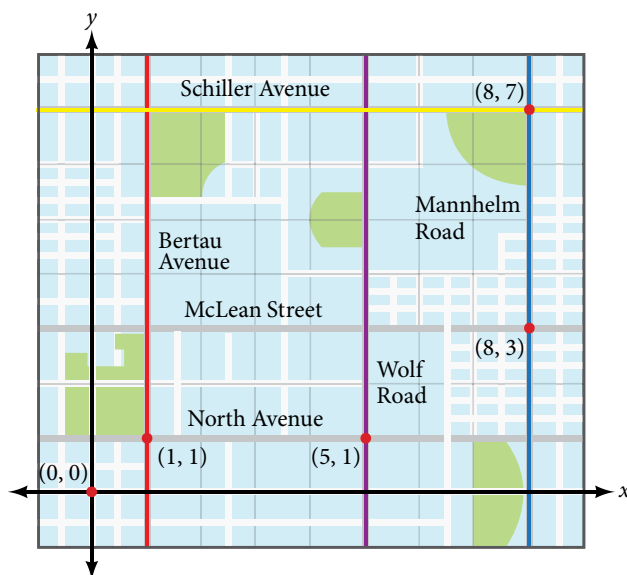 y
Schiller Avenue
(8, 7)
Mannhelm
Road
Bertau
Avenue
McLean Street
(8, 3)
Wolf
Road
North Avenue
(0, 0)
(1, 1)
(5, 1)
x